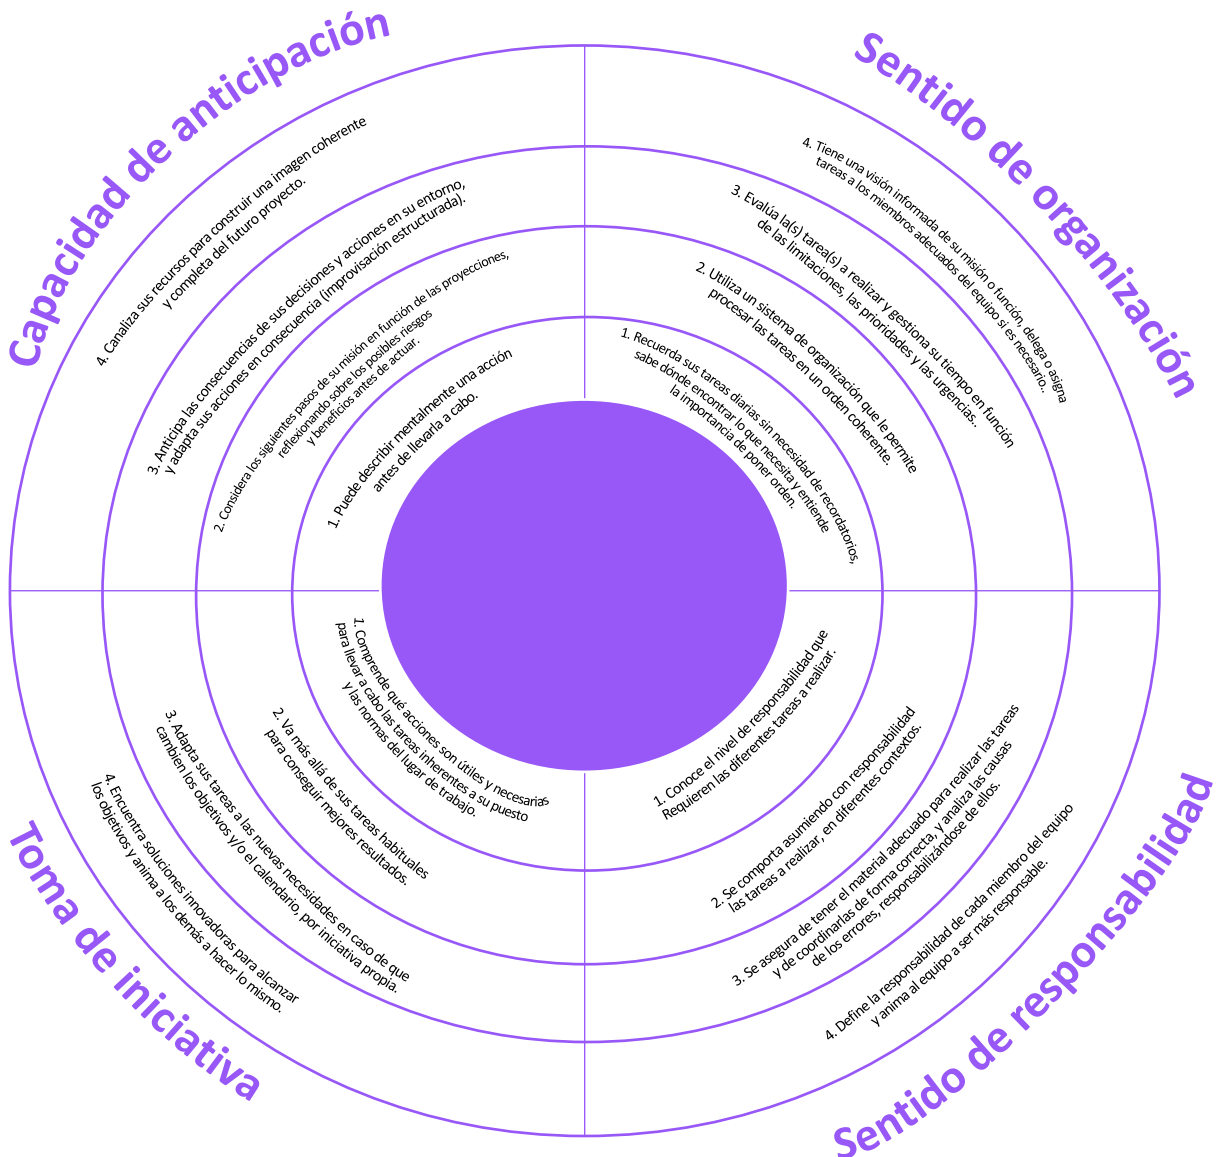 Capacidad de anticipación
4. Canaliza sus recursos para construir una imagen coherente
y completa del futuro proyecto.
3. Anticipa las consecuencias de sus decisiones y acciones en su entorno,
y adapta sus acciones en consecuencia (improvisación estructurada).
2. Considera los siguientes pasos de su misión en función de las proyecciones,
reflexionando sobre los posibles riesgos
y beneficios antes de actuar.
1. Puede describir mentalmente una acción
antes de llevarla a cabo.
Sentido de organización
4. Tiene una visión informada de su misión o función, delega o asigna
tareas a los miembros adecuados del equipo si es necesario..
3. Evalúa la(s) tarea(s) a realizar y gestiona su tiempo en función
de las limitaciones, las prioridades y las urgencias..
2. Utiliza un sistema de organización que le permite
procesar las tareas en un orden coherente.
1. Recuerda sus tareas diarias sin necesidad de recordatorios,
sabe dónde encontrar lo que necesita y entiende
la importancia de poner orden.
1. Comprende qué acciones son útiles y necesarias
para llevar a cabo las tareas inherentes a su puesto
y las normas del lugar de trabajo.
2. Va más allá de sus tareas habituales
para conseguir mejores resultados.
3. Adapta sus tareas a las nuevas necesidades en caso de que
cambien los objetivos y/o el calendario, por iniciativa propia.
4. Encuentra soluciones innovadoras para alcanzar
los objetivos y anima a los demás a hacer lo mismo.
Toma de iniciativa
1. Conoce el nivel de responsabilidad que
Requieren las diferentes tareas a realizar.
2. Se comporta asumiendo con responsabilidad
las tareas a realizar, en diferentes contextos.
3. Se asegura de tener el material adecuado para realizar las tareas
y de coordinarlas de forma correcta, y analiza las causas
de los errores, responsabilizándose de ellos.
4. Define la responsabilidad de cada miembro del equipo
y anima al equipo a ser más responsable.
Sentido de responsabilidad